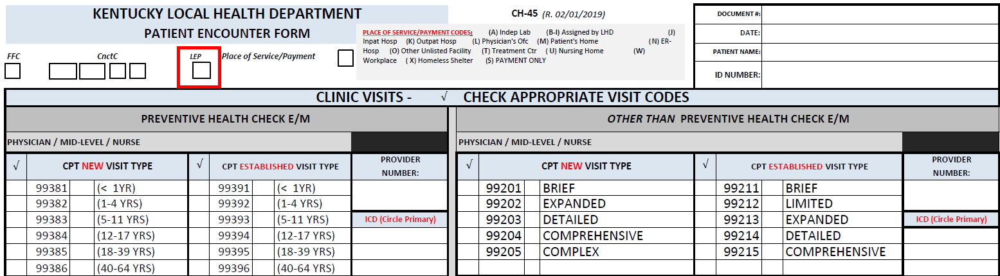 KENTUCKY LOCAL HEALTH DEPARTMENT
PATIENT ENCOUNTER FORM
CH-45 (R. 02/01/2019)
PLACE OF SERVICE/PAYMENT CODES: (A) Indep Lab (B-I) Assigned by LHD (J)
Inpat Hosp (K) Outpat Hosp (L) Physician's Ofc (M) Patient's Home (N) ER-
Hosp (O) Other Unlisted Facility (T) Treatment Ctr (U) Nursing Home (W)
Workplace (X) Homeless Shelter ($) PAYMENT ONLY
DOCUMENT #:
DATE:
PATIENT NAME:
ID NUMBER:
FFC CnctC LEP Place of Service/Payment
CLINIC VISITS - √ CHECK APPROPRIATE VISIT CODES
PREVENTIVE HEALTH CHECK E/M
PHYSICIAN / MID-LEVEL / NURSE
√ CPT NEW VISIT TYPE √ CPT ESTABLISHED VISIT TYPE PROVIDER NUMBER:
99381 (< 1YR) 99391 (< 1YR)
99382 (1-4 YRS) 99392 (1-4 YRS)
99383 (5-11 YRS) 99393 (5-11 YRS) ICD (Circle Primary)
99384 (12-17 YRS) 99394 (12-17 YRS)
99385 (18-39 YRS) 99395 (18-39 YRS)
99386 (40-64 YRS) 99396 (40-64 YRS)
OTHER THAN PREVENTIVE HEALTH CHECK E/M
PHYSICIAN / MID-LEVEL / NURSE
√ CPT NEW VISIT TYPE √ CPT ESTABLISHED VISIT TYPE PROVIDER NUMBER:
99201 BRIEF 99211 BRIEF
99202 EXPANDED 99212 LIMITED
99203 DETAILED 99213 EXPANDED ICD (Circle Primary)
99204 COMPREHENSIVE 99214 DETAILED
99205 COMPLEX 99215 COMPREHENSIVE